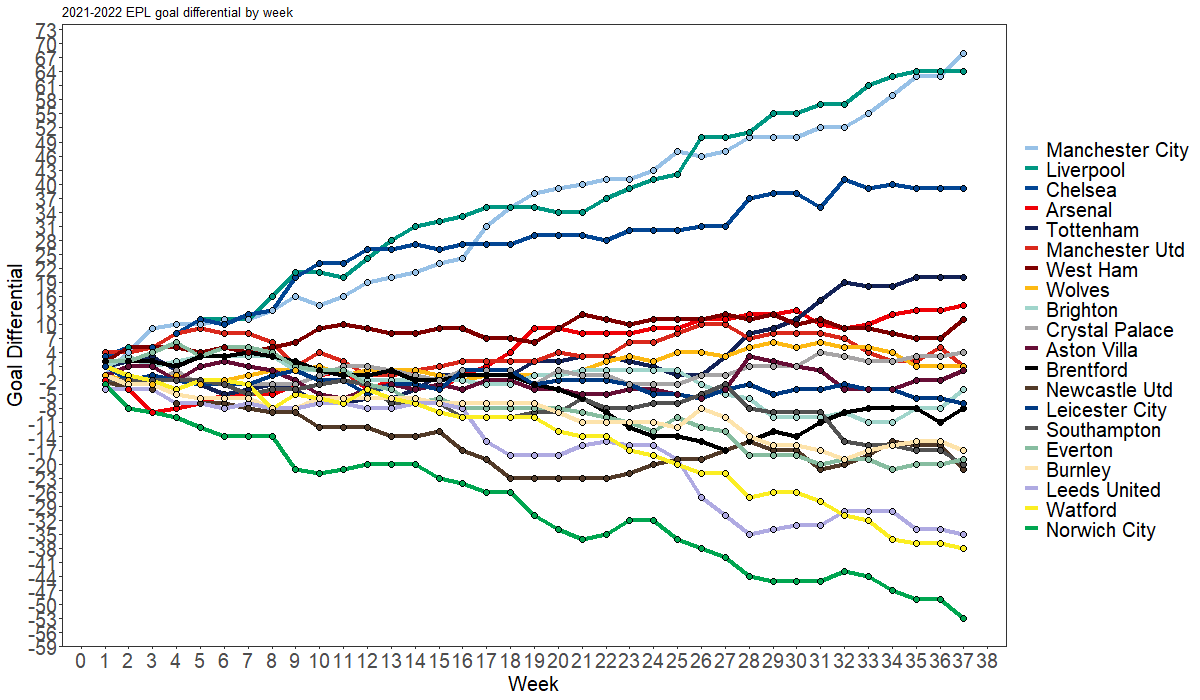 2021-2022 EPL goal differential by week
73
70
67
64
61
58
55
52
49
46
43
40
37
34
31
28
25
22
19
16
13
10
7
4
1
-2
-5
-8
-11
-14
-17
-20
-23
-26
-29
-32
-35
-38
-41
-44
-47
-50
-53
-56
-59
Goal Differential
0 1 2 3 4 5 6 7 8 9 10 11 12 13 14 15 16 17 18 19 20 21 22 23 24 25 26 27 28 29 30 31 32 33 34 35 36 37 38
Week
Manchester City
Liverpool
Chelsea
Arsenal
Tottenham
Manchester Utd
West Ham
Wolves
Brighton
Crystal Palace
Aston Villa
Brentford
Newcastle Utd
Leicester City
Southampton
Everton
Burnley
Leeds United
Watford
Norwich City